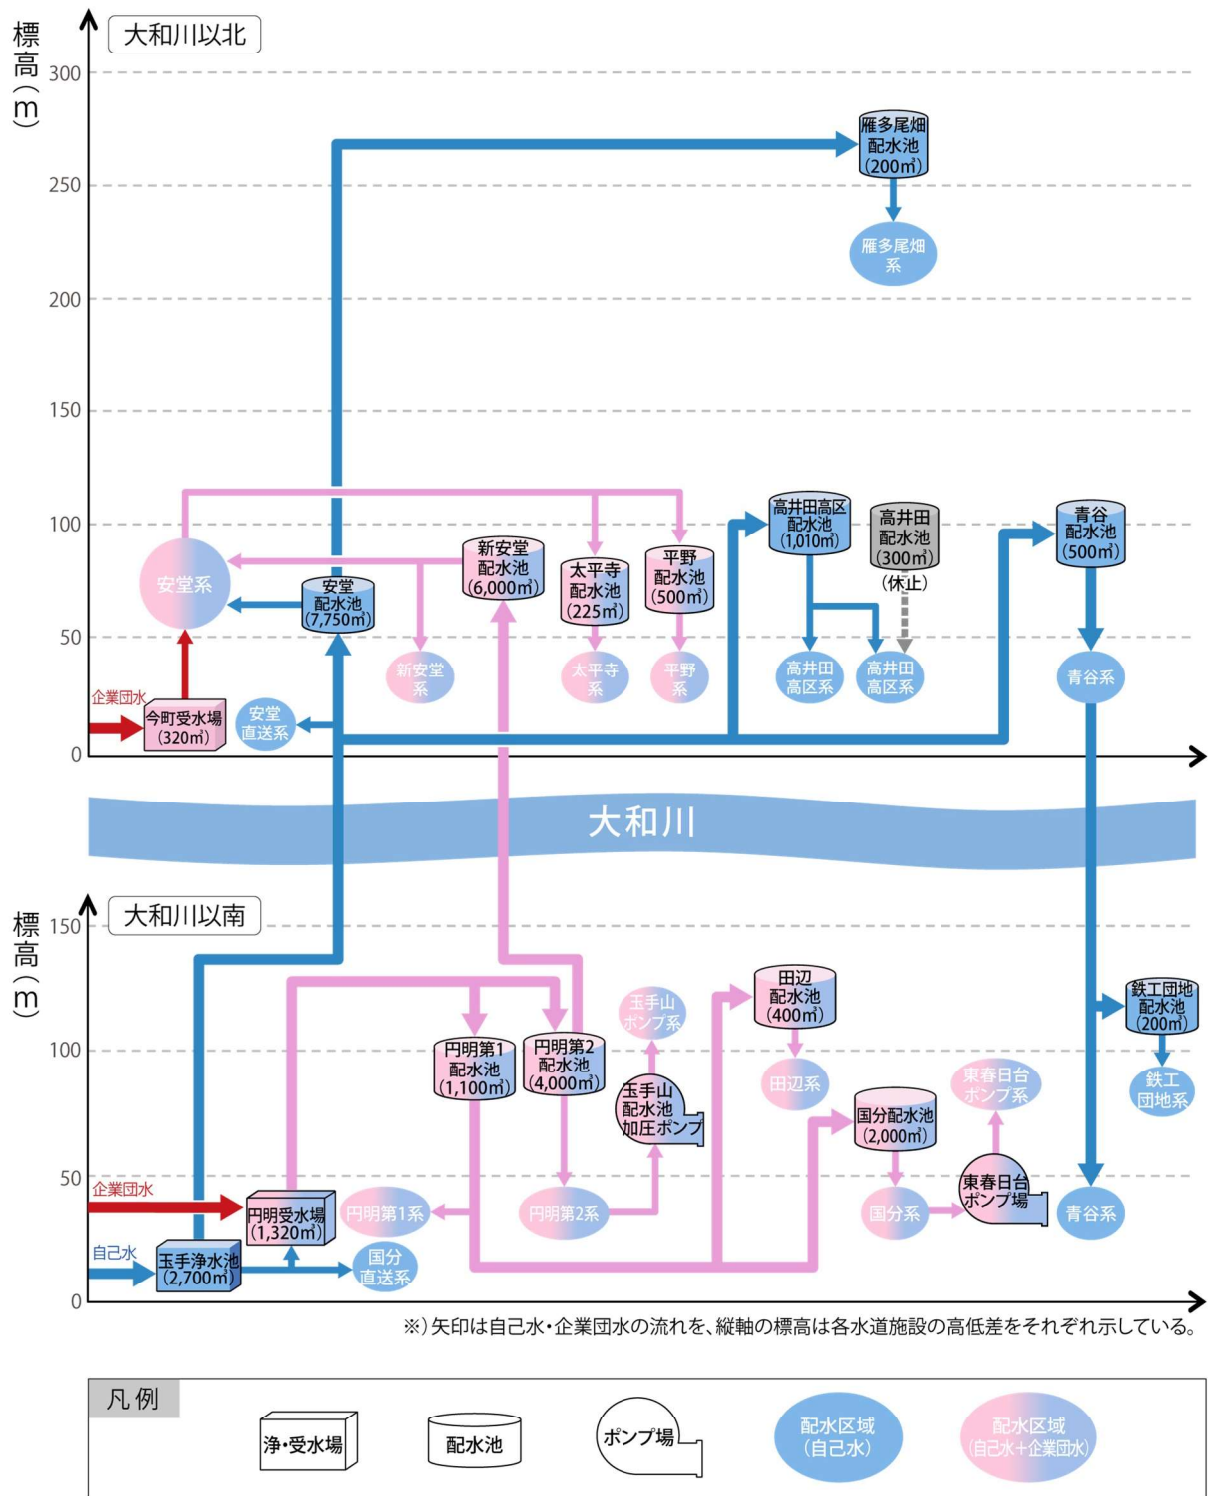 標高(m)
大和川以北
300
250
200
150
100
50
0
雁多尾畑
配水池
(200㎥)
雁多尾畑
系
安堂系
安堂
配水池
(7,750㎥)
新安堂
配水池
(6,000㎥)
太平寺
配水池
(225㎥)
平野
配水池
(500㎥)
高井田高区
配水池
(1,010㎥)
高井田
配水池
(300㎥)
(休止)
青谷
配水池
(500㎥)
新安堂
系
太平寺
系
平野
系
高井田
高区系
高井田
高区系
青谷系
企業団水
今町受水場
(320㎥)
安堂
直送系
大和川
標高(m)
大和川以南
150
100
50
0
円明第1
配水池
(1,100㎥)
円明第2
配水池
(4,000㎥)
玉手山
ポンプ系
玉手山
配水池
加圧ポンプ
田辺
配水池
(400㎥)
田辺系
国分配水池
(2,000㎥)
東春日台
ポンプ系
東春日台
ポンプ場
鉄工団地
配水池
(200㎥)
鉄工
団地系
企業団水
円明受水場
(1,320㎥)
円明第1系
円明第2系
国分系
青谷系
自己水
玉手浄水池
(2,700㎥)
国分
直送系
※)矢印は自己水・企業団水の流れを、縦軸の標高は各水道施設の高低差をそれぞれ示している。
凡例
浄・受水場
配水池
ポンプ場
配水区域
(自己水)
配水区域
(自己水+企業団水)